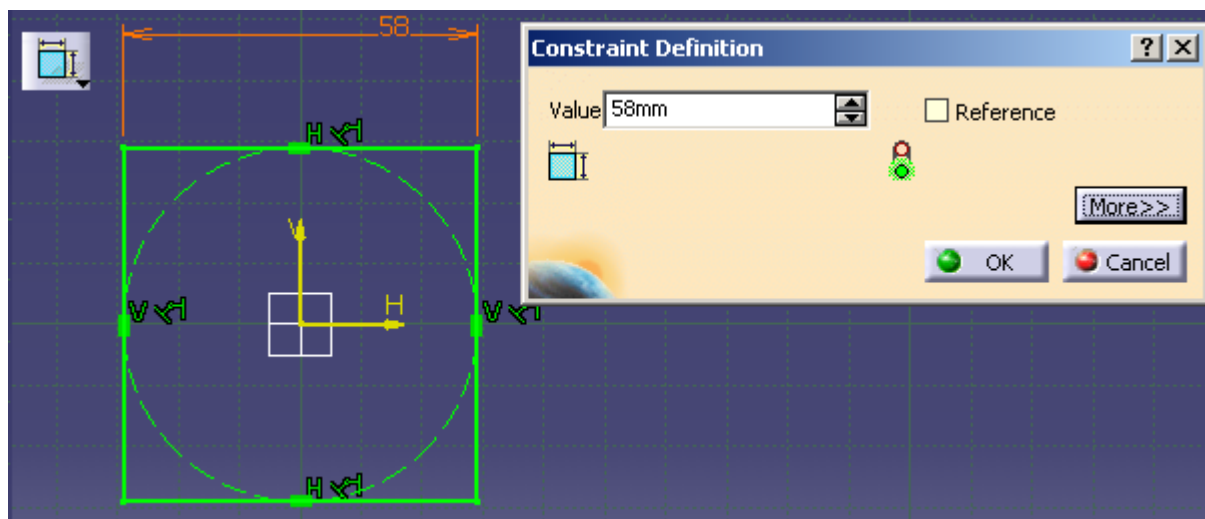 58
Constraint Definition
? X
Value 58mm
Reference
H
V
V
H
V
More>>
OK
Cancel
H